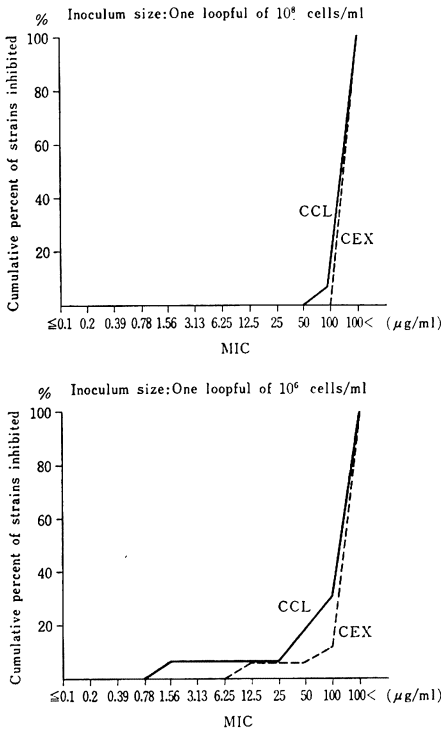 % Inoculum size:One loopful of 10⁸ cells/ml
Cumulative percent of strains inhibited
100
80
60
40
20
CCL
CEX
≦0.1 0.2 0.39 0.78 1.56 3.13 6.25 12.5 25 50 100 100< (μg/ml)
MIC
% Inoculum size:One loopful of 10⁶ cells/ml
Cumulative percent of strains inhibited
100
80
60
40
20
CCL
CEX
≦0.1 0.2 0.39 0.78 1.56 3.13 6.25 12.5 25 50 100 100< (μg/ml)
MIC